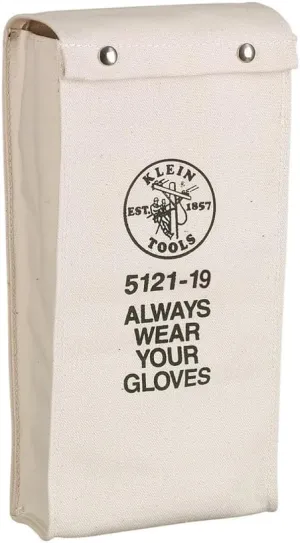 KLEIN
EST. 1857
TOOLS
5121-19
ALWAYS
WEAR
YOUR
GLOVES